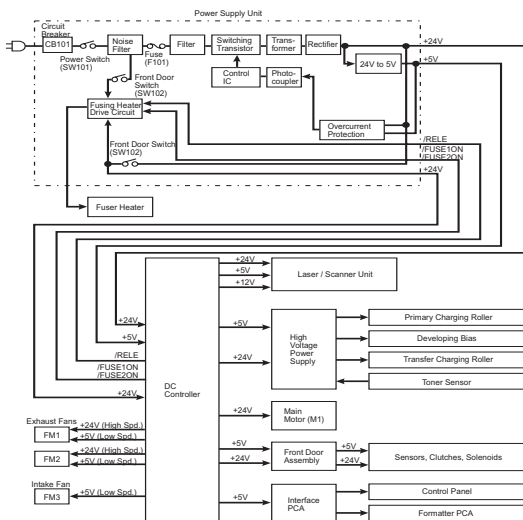 Power Supply Unit
Circuit
Breaker
CB101
Power Switch
(SW101)
Noise
Filter
Fuse
(F101)
Filter
Switching
Transistor
Trans-
former
Rectifier
+24V
24V to 5V
+5V
Front Door
Switch
(SW102)
Control
IC
Photo-
coupler
Fusing Heater
Drive Circuit
Overcurrent
Protection
Front Door Switch
(SW102)
/RELE
/FUSE1ON
/FUSE2ON
+24V
Fuser Heater
+24V
+5V
+12V
Laser / Scanner Unit
+24V
+5V
/RELE
/FUSE1ON
/FUSE2ON
+24V
DC
Controller
+5V
+24V
High
Voltage
Power
Supply
Primary Charging Roller
Developing Bias
Transfer Charging Roller
Toner Sensor
+24V
Main
Motor (M1)
Exhaust Fans
FM1
+24V (High Spd.)
+5V (Low Spd.)
FM2
+24V (High Spd.)
+5V (Low Spd.)
Intake Fan
FM3
+5V (Low Spd.)
+5V
+24V
Front Door
Assembly
+5V
+24V
Sensors, Clutches, Solenoids
+5V
Interface
PCA
Control Panel
Formatter PCA